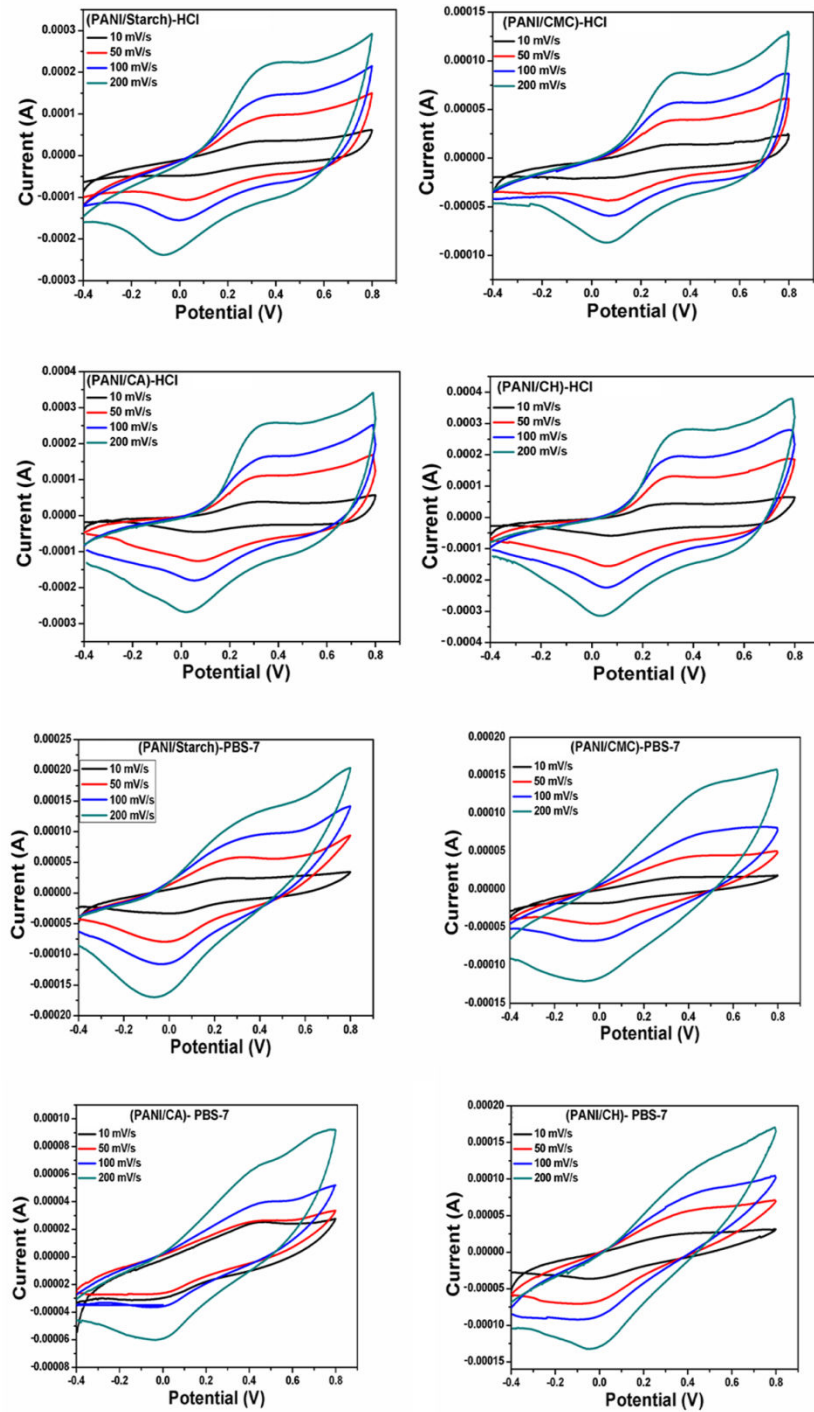 (PANI/Starch)-HCl
10 mV/s
50 mV/s
100 mV/s
200 mV/s
0.0003
0.0002
0.0001
0.0000
-0.0001
-0.0002
-0.0003
Current (A)
-0.4 -0.2 0.0 0.2 0.4 0.6 0.8
Potential (V)
(PANI/CMC)-HCl
10 mV/s
50 mV/s
100 mV/s
200 mV/s
0.00015
0.00010
0.00005
0.00000
-0.00005
-0.00010
Current (A)
-0.4 -0.2 0.0 0.2 0.4 0.6 0.8
Potential (V)
(PANI/CA)-HCl
10 mV/s
50 mV/s
100 mV/s
200 mV/s
0.0004
0.0003
0.0002
0.0001
0.0000
-0.0001
-0.0002
-0.0003
Current (A)
-0.4 -0.2 0.0 0.2 0.4 0.6 0.8
Potential (V)
(PANI/CH)-HCl
10 mV/s
50 mV/s
100 mV/s
200 mV/s
0.0004
0.0003
0.0002
0.0001
0.0000
-0.0001
-0.0002
-0.0003
-0.0004
Current (A)
-0.4 -0.2 0.0 0.2 0.4 0.6 0.8
Potential (V)
(PANI/Starch)-PBS-7
10 mV/s
50 mV/s
100 mV/s
200 mV/s
0.00025
0.00020
0.00015
0.00010
0.00005
0.00000
-0.00005
-0.00010
-0.00015
-0.00020
Current (A)
-0.4 -0.2 0.0 0.2 0.4 0.6 0.8
Potential (V)
(PANI/CMC)-PBS-7
10 mV/s
50 mV/s
100 mV/s
200 mV/s
0.00020
0.00015
0.00010
0.00005
0.00000
-0.00005
-0.00010
-0.00015
Current (A)
-0.4 -0.2 0.0 0.2 0.4 0.6 0.8
Potential (V)
(PANI/CA)- PBS-7
10 mV/s
50 mV/s
100 mV/s
200 mV/s
0.00010
0.00008
0.00006
0.00004
0.00002
0.00000
-0.00002
-0.00004
-0.00006
-0.00008
Current (A)
-0.4 -0.2 0.0 0.2 0.4 0.6 0.8
Potential (V)
(PANI/CH)- PBS-7
10 mV/s
50 mV/s
100 mV/s
200 mV/s
0.00020
0.00015
0.00010
0.00005
0.00000
-0.00005
-0.00010
-0.00015
Current (A)
-0.4 -0.2 0.0 0.2 0.4 0.6 0.8
Potential (V)